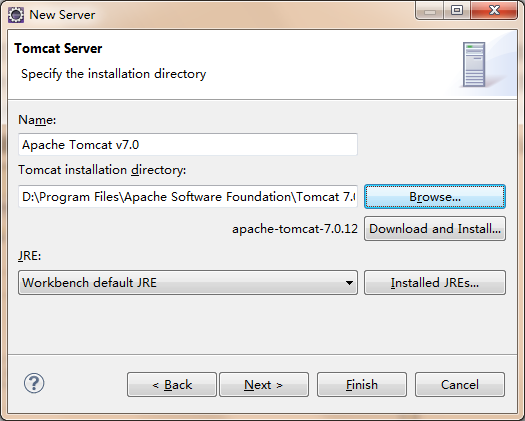 New Server
Tomcat Server
Specify the installation directory
Name:
Apache Tomcat v7.0
Tomcat installation directory:
D:\Program Files\Apache Software Foundation\Tomcat 7.0
Browse...
apache-tomcat-7.0.12
Download and Install...
JRE:
Workbench default JRE
Installed JREs...
?
< Back
Next >
Finish
Cancel